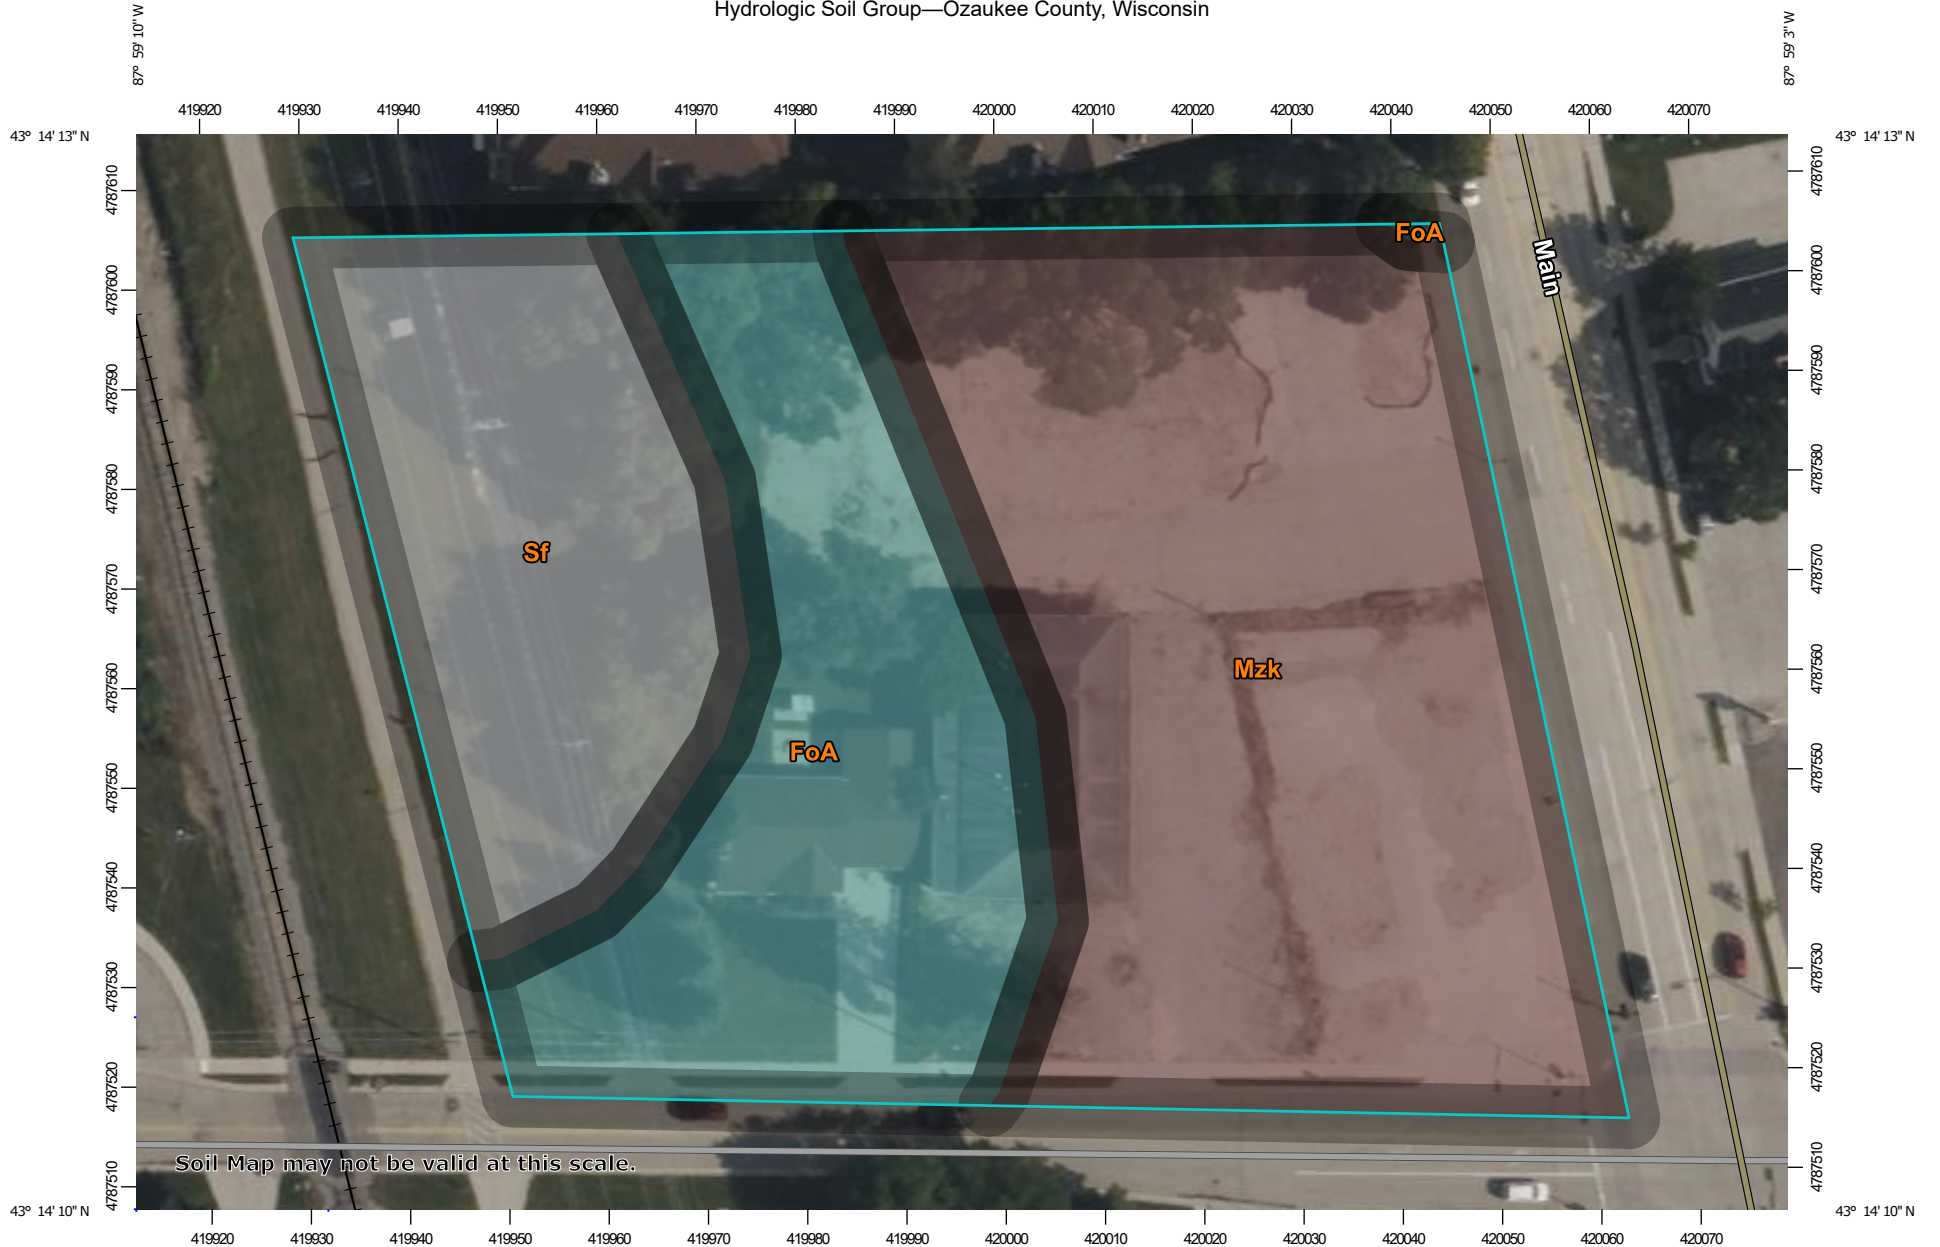 Hydrologic Soil Group—Ozaukee County, Wisconsin
87° 59' 10" W
87° 59' 3" W
419920 419930 419940 419950 419960 419970 419980 419990 420000 420010 420020 420030 420040 420050 420060 420070
43° 14' 13" N
43° 14' 13" N
4787610
4787600
4787590
4787580
4787570
4787560
4787550
4787540
4787530
4787520
4787510
FoA
Main
Sf
Mzk
FoA
4787610
4787600
4787590
4787580
4787570
4787560
4787550
4787540
4787530
4787520
4787510
Soil Map may not be valid at this scale.
43° 14' 10" N
43° 14' 10" N
419920 419930 419940 419950 419960 419970 419980 419990 420000 420010 420020 420030 420040 420050 420060 420070